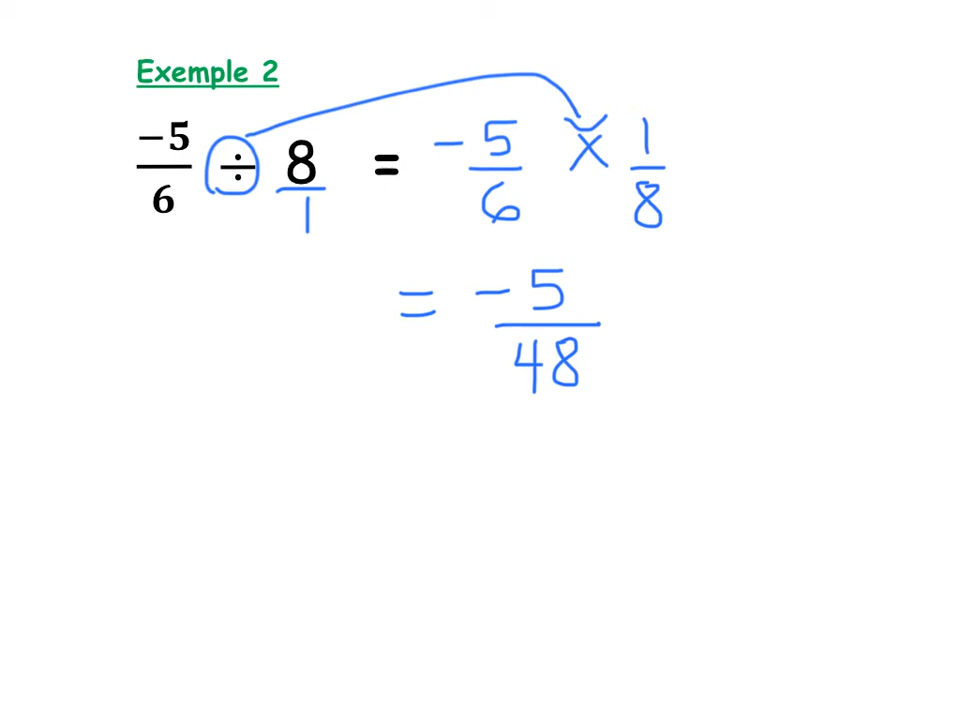 Exemple 2
-5/6 ÷ 8/1 = -5/6 × 1/8
= -5/48